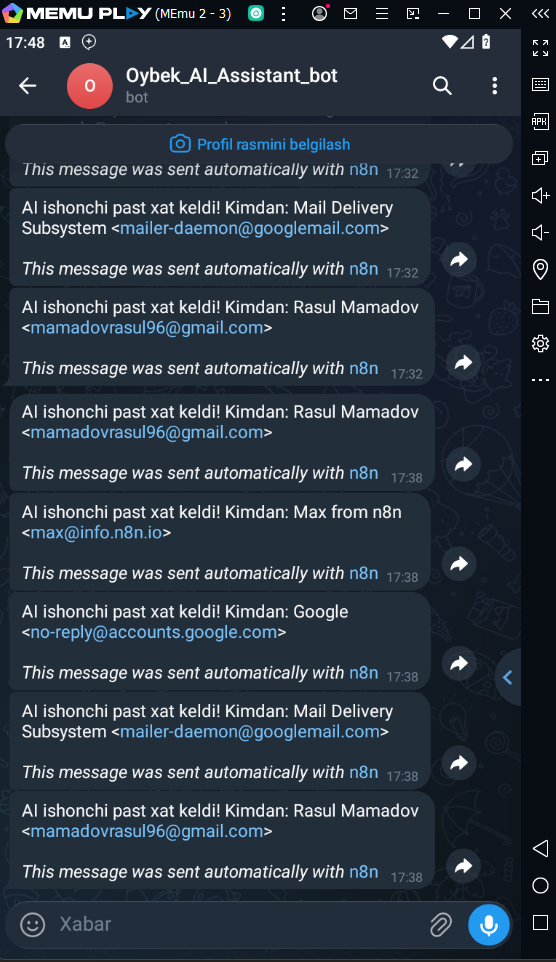 MEMU PLAY (MEmu 2 - 3)
17:48
Oybek_AI_Assistant_bot
O
bot
Profil rasmini belgilash
This message was sent automatically with n8n 17:32
AI ishonchi past xat keldi! Kimdan: Mail Delivery
Subsystem <mailer-daemon@googlemail.com>
This message was sent automatically with n8n 17:32
AI ishonchi past xat keldi! Kimdan: Rasul Mamadov
<mamadovrasul96@gmail.com>
This message was sent automatically with n8n 17:32
AI ishonchi past xat keldi! Kimdan: Rasul Mamadov
<mamadovrasul96@gmail.com>
This message was sent automatically with n8n 17:38
AI ishonchi past xat keldi! Kimdan: Max from n8n
<max@info.n8n.io>
This message was sent automatically with n8n 17:38
AI ishonchi past xat keldi! Kimdan: Google
<no-reply@accounts.google.com>
This message was sent automatically with n8n 17:38
AI ishonchi past xat keldi! Kimdan: Mail Delivery
Subsystem <mailer-daemon@googlemail.com>
This message was sent automatically with n8n 17:38
AI ishonchi past xat keldi! Kimdan: Rasul Mamadov
<mamadovrasul96@gmail.com>
This message was sent automatically with n8n 17:38
Xabar
APK